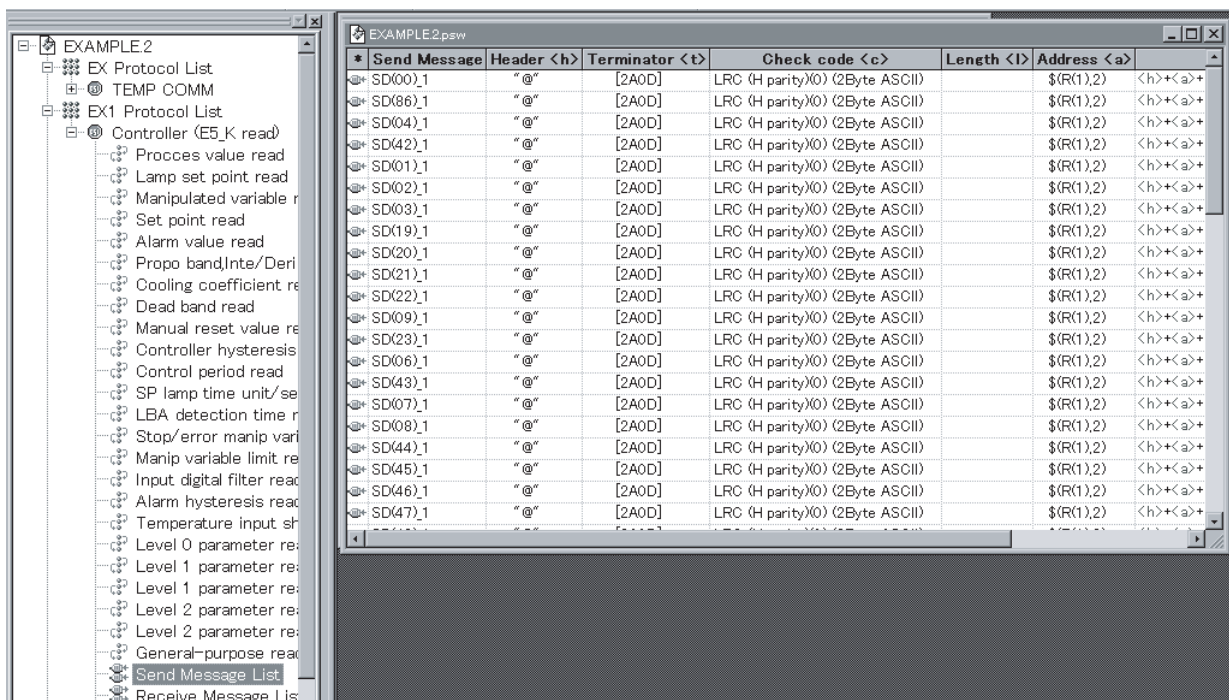 EXAMPLE.2
EX Protocol List
TEMP COMM
EX1 Protocol List
Controller (E5_K read)
Procces value read
Lamp set point read
Manipulated variable r
Set point read
Alarm value read
Propo band,Inte/Deri
Cooling coefficient re
Dead band read
Manual reset value re
Controller hysteresis
Control period read
SP lamp time unit/se
LBA detection time r
Stop/error manip vari
Manip variable limit re
Input digital filter read
Alarm hysteresis read
Temperature input sh
Level 0 parameter rea
Level 1 parameter rea
Level 1 parameter rea
Level 2 parameter rea
Level 2 parameter rea
General-purpose read
Send Message List
Receive Message Lis
EXAMPLE.2.psw
* Send Message Header <h> Terminator <t> Check code <c> Length <l> Address <a>
SD(00)_1 "@" [2A0D] LRC (H parity)(0) (2Byte ASCII) $(R(1),2) <h>+<a>+
SD(86)_1 "@" [2A0D] LRC (H parity)(0) (2Byte ASCII) $(R(1),2) <h>+<a>+
SD(04)_1 "@" [2A0D] LRC (H parity)(0) (2Byte ASCII) $(R(1),2) <h>+<a>+
SD(42)_1 "@" [2A0D] LRC (H parity)(0) (2Byte ASCII) $(R(1),2) <h>+<a>+
SD(01)_1 "@" [2A0D] LRC (H parity)(0) (2Byte ASCII) $(R(1),2) <h>+<a>+
SD(02)_1 "@" [2A0D] LRC (H parity)(0) (2Byte ASCII) $(R(1),2) <h>+<a>+
SD(03)_1 "@" [2A0D] LRC (H parity)(0) (2Byte ASCII) $(R(1),2) <h>+<a>+
SD(19)_1 "@" [2A0D] LRC (H parity)(0) (2Byte ASCII) $(R(1),2) <h>+<a>+
SD(20)_1 "@" [2A0D] LRC (H parity)(0) (2Byte ASCII) $(R(1),2) <h>+<a>+
SD(21)_1 "@" [2A0D] LRC (H parity)(0) (2Byte ASCII) $(R(1),2) <h>+<a>+
SD(22)_1 "@" [2A0D] LRC (H parity)(0) (2Byte ASCII) $(R(1),2) <h>+<a>+
SD(09)_1 "@" [2A0D] LRC (H parity)(0) (2Byte ASCII) $(R(1),2) <h>+<a>+
SD(23)_1 "@" [2A0D] LRC (H parity)(0) (2Byte ASCII) $(R(1),2) <h>+<a>+
SD(06)_1 "@" [2A0D] LRC (H parity)(0) (2Byte ASCII) $(R(1),2) <h>+<a>+
SD(43)_1 "@" [2A0D] LRC (H parity)(0) (2Byte ASCII) $(R(1),2) <h>+<a>+
SD(07)_1 "@" [2A0D] LRC (H parity)(0) (2Byte ASCII) $(R(1),2) <h>+<a>+
SD(08)_1 "@" [2A0D] LRC (H parity)(0) (2Byte ASCII) $(R(1),2) <h>+<a>+
SD(44)_1 "@" [2A0D] LRC (H parity)(0) (2Byte ASCII) $(R(1),2) <h>+<a>+
SD(45)_1 "@" [2A0D] LRC (H parity)(0) (2Byte ASCII) $(R(1),2) <h>+<a>+
SD(46)_1 "@" [2A0D] LRC (H parity)(0) (2Byte ASCII) $(R(1),2) <h>+<a>+
SD(47)_1 "@" [2A0D] LRC (H parity)(0) (2Byte ASCII) $(R(1),2) <h>+<a>+